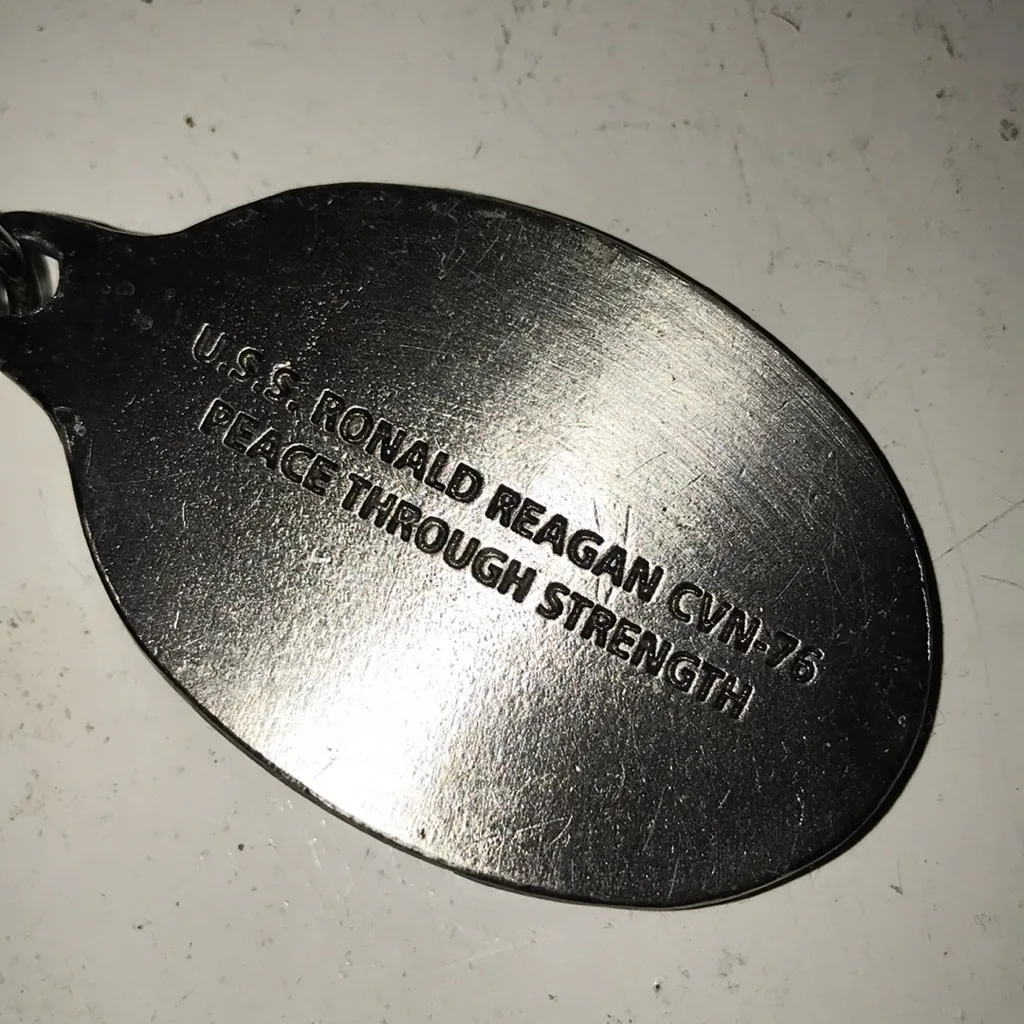 U.S.S. RONALD REAGAN CVN-76
PEACE THROUGH STRENGTH